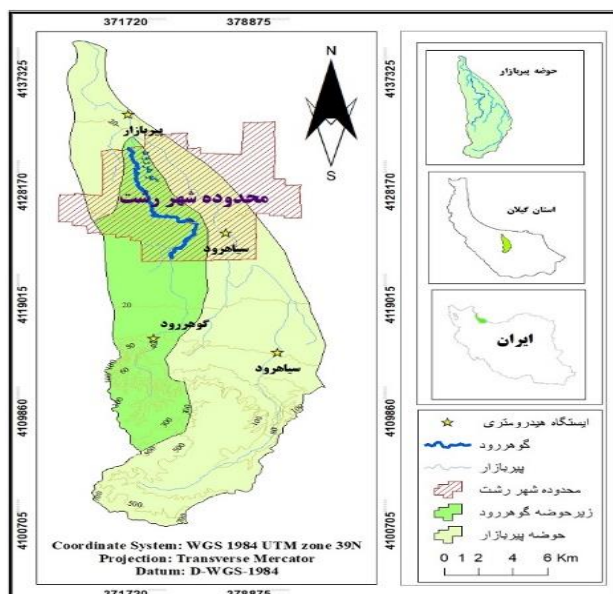 371720
378875
4137325
4128170
4119015
4109860
4100705
N
S
پیربازار
گوهررود
محدوده شهر رشت
سیاهرود
گوهررود
سیاهرود
20
Coordinate System: WGS 1984 UTM zone 39N
Projection: Transverse Mercator
Datum: D-WGS-1984
371720
378875
4137325
4128170
4119015
4109860
4100705
حوضه پیربازار
استان گیلان
ایران
ایستگاه هیدرومتری
گوهررود
پیربازار
محدوده شهر رشت
زیرحوضه گوهررود
حوضه پیربازار
0 1 2 4 6 Km